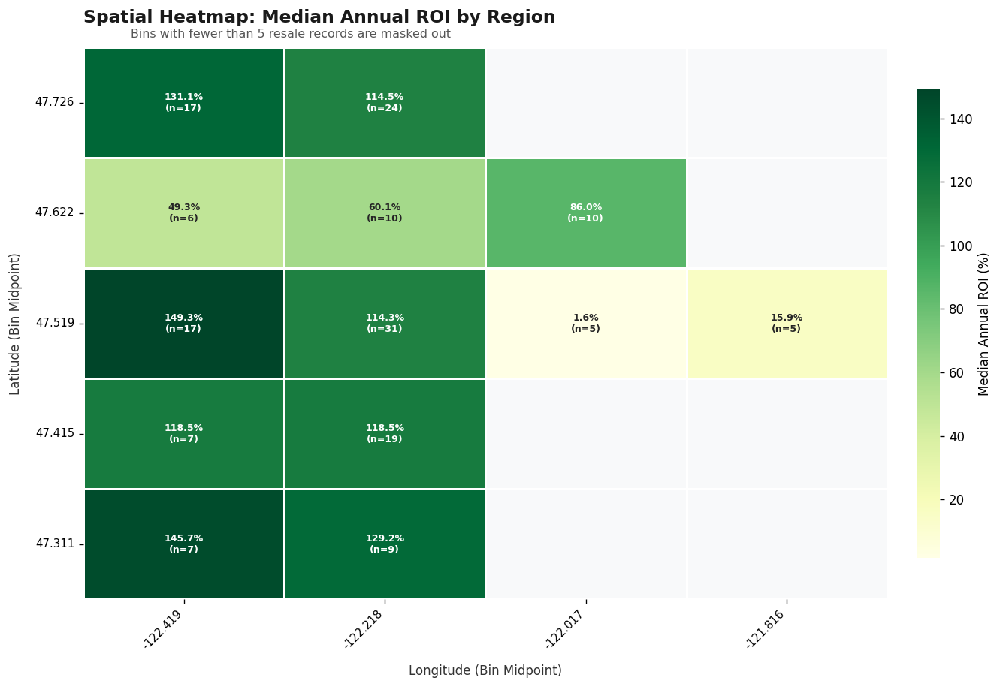 Spatial Heatmap: Median Annual ROI by Region
Bins with fewer than 5 resale records are masked out
Latitude (Bin Midpoint)
47.726
131.1%
(n=17)
114.5%
(n=24)
47.622
49.3%
(n=6)
60.1%
(n=10)
86.0%
(n=10)
47.519
149.3%
(n=17)
114.3%
(n=31)
1.6%
(n=5)
15.9%
(n=5)
47.415
118.5%
(n=7)
118.5%
(n=19)
47.311
145.7%
(n=7)
129.2%
(n=9)
-122.419
-122.218
-122.017
-121.816
Longitude (Bin Midpoint)
140
120
100
80
60
40
20
Median Annual ROI (%)